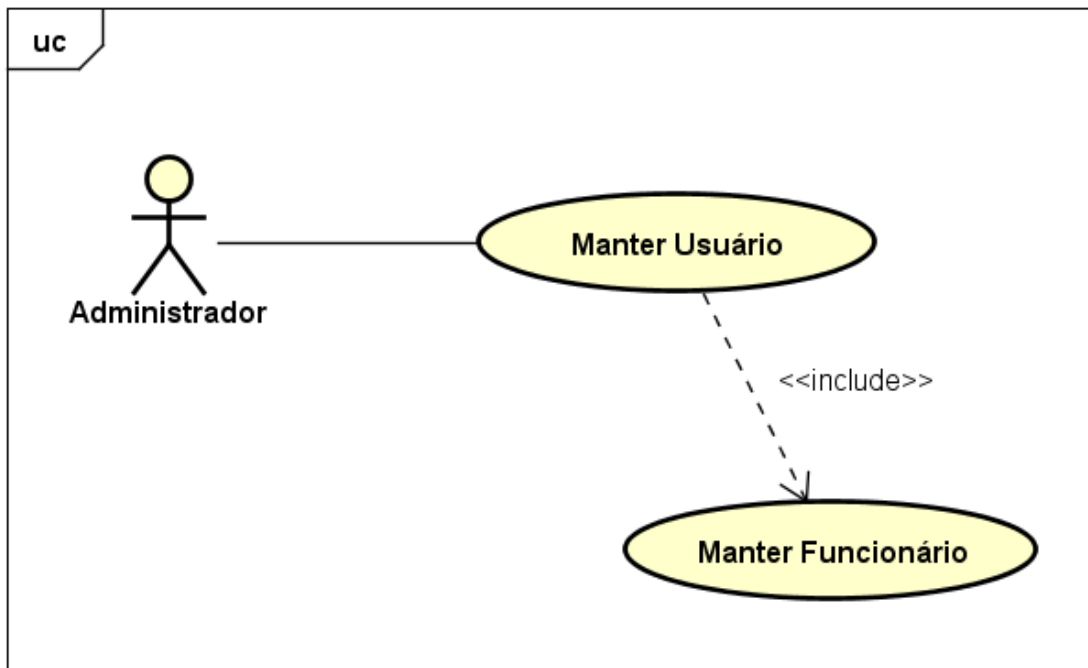 uc
Manter Usuário
Administrador
<<include>>
Manter Funcionário